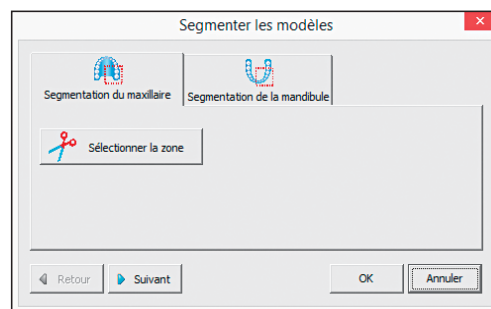 Segmenter les modèles
Segmentation du maxillaire
Segmentation de la mandibule
Sélectionner la zone
Retour
Suivant
OK
Annuler